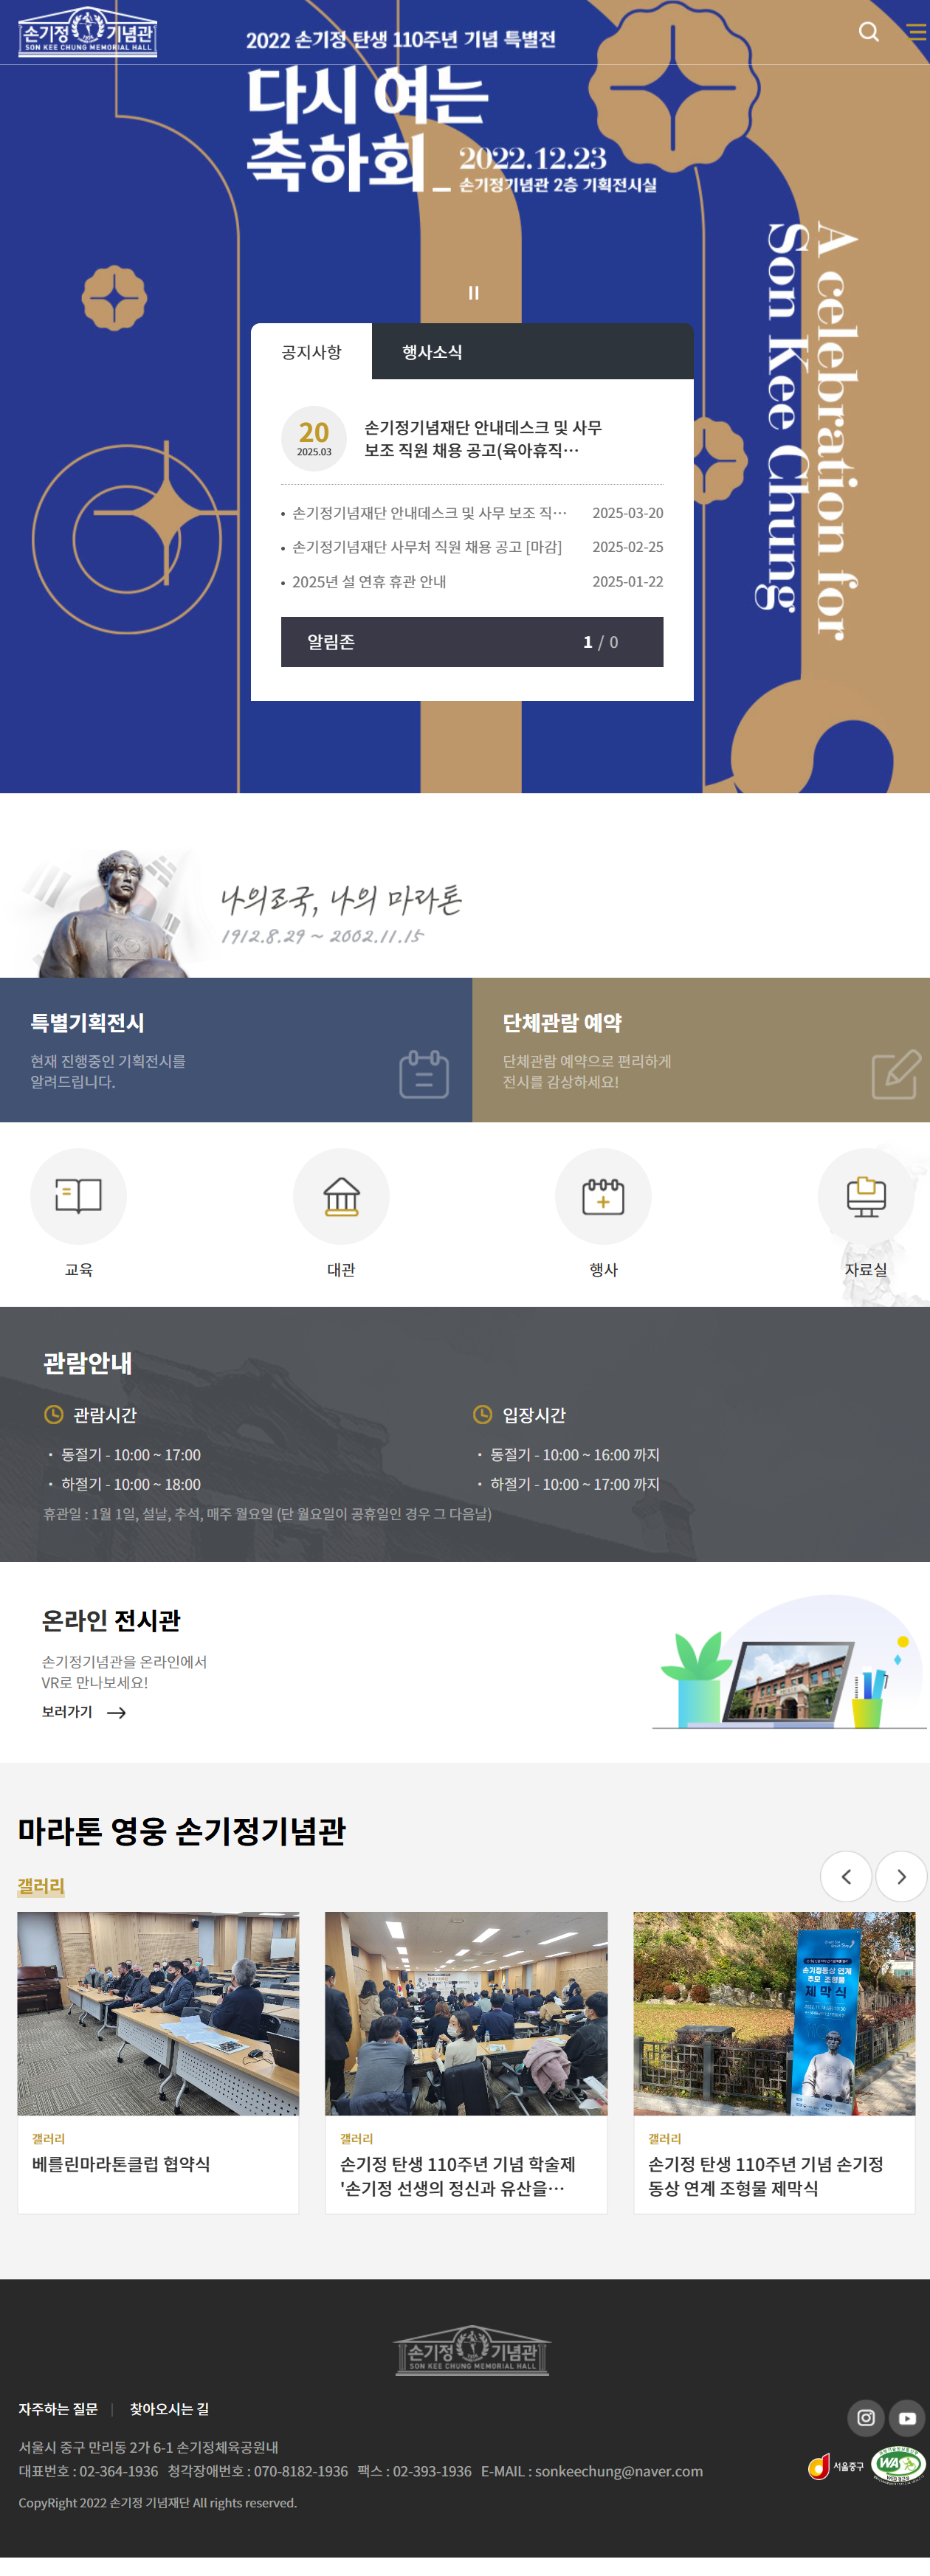 손기정 기념관
SON KEE CHUNG MEMORIAL HALL
2022 손기정 탄생 110주년 기념 특별전
다시 여는
축하회_ 2022.12.23
손기정기념관 2층 기획전시실
A celebration for
Son Kee Chung
공지사항
행사소식
20
2025.03
손기정기념재단 안내데스크 및 사무
보조 직원 채용 공고(육아휴직…
손기정기념재단 안내데스크 및 사무 보조 직… 2025-03-20
손기정기념재단 사무처 직원 채용 공고 [마감] 2025-02-25
2025년 설 연휴 휴관 안내 2025-01-22
알림존 1 / 0
나의조국, 나의 마라톤
1912.8.29 ~ 2002.11.15
특별기획전시
현재 진행중인 기획전시를
알려드립니다.
단체관람 예약
단체관람 예약으로 편리하게
전시를 감상하세요!
교육
대관
행사
자료실
관람안내
관람시간
동절기 - 10:00 ~ 17:00
하절기 - 10:00 ~ 18:00
입장시간
동절기 - 10:00 ~ 16:00 까지
하절기 - 10:00 ~ 17:00 까지
휴관일 : 1월 1일, 설날, 추석, 매주 월요일 (단 월요일이 공휴일인 경우 그 다음날)
온라인 전시관
손기정기념관을 온라인에서
VR로 만나보세요!
보러가기
마라톤 영웅 손기정기념관
갤러리
손기정동상 연계
추모 조형물
제막식
갤러리
베를린마라톤클럽 협약식
갤러리
손기정 탄생 110주년 기념 학술제
'손기정 선생의 정신과 유산을…
갤러리
손기정 탄생 110주년 기념 손기정
동상 연계 조형물 제막식
손기정 기념관
SON KEE CHUNG MEMORIAL HALL
자주하는 질문 | 찾아오시는 길
서울시 중구 만리동 2가 6-1 손기정체육공원내
대표번호 : 02-364-1936 청각장애번호 : 070-8182-1936 팩스 : 02-393-1936 E-MAIL : sonkeechung@naver.com
서울중구
WA
CopyRight 2022 손기정 기념재단 All rights reserved.